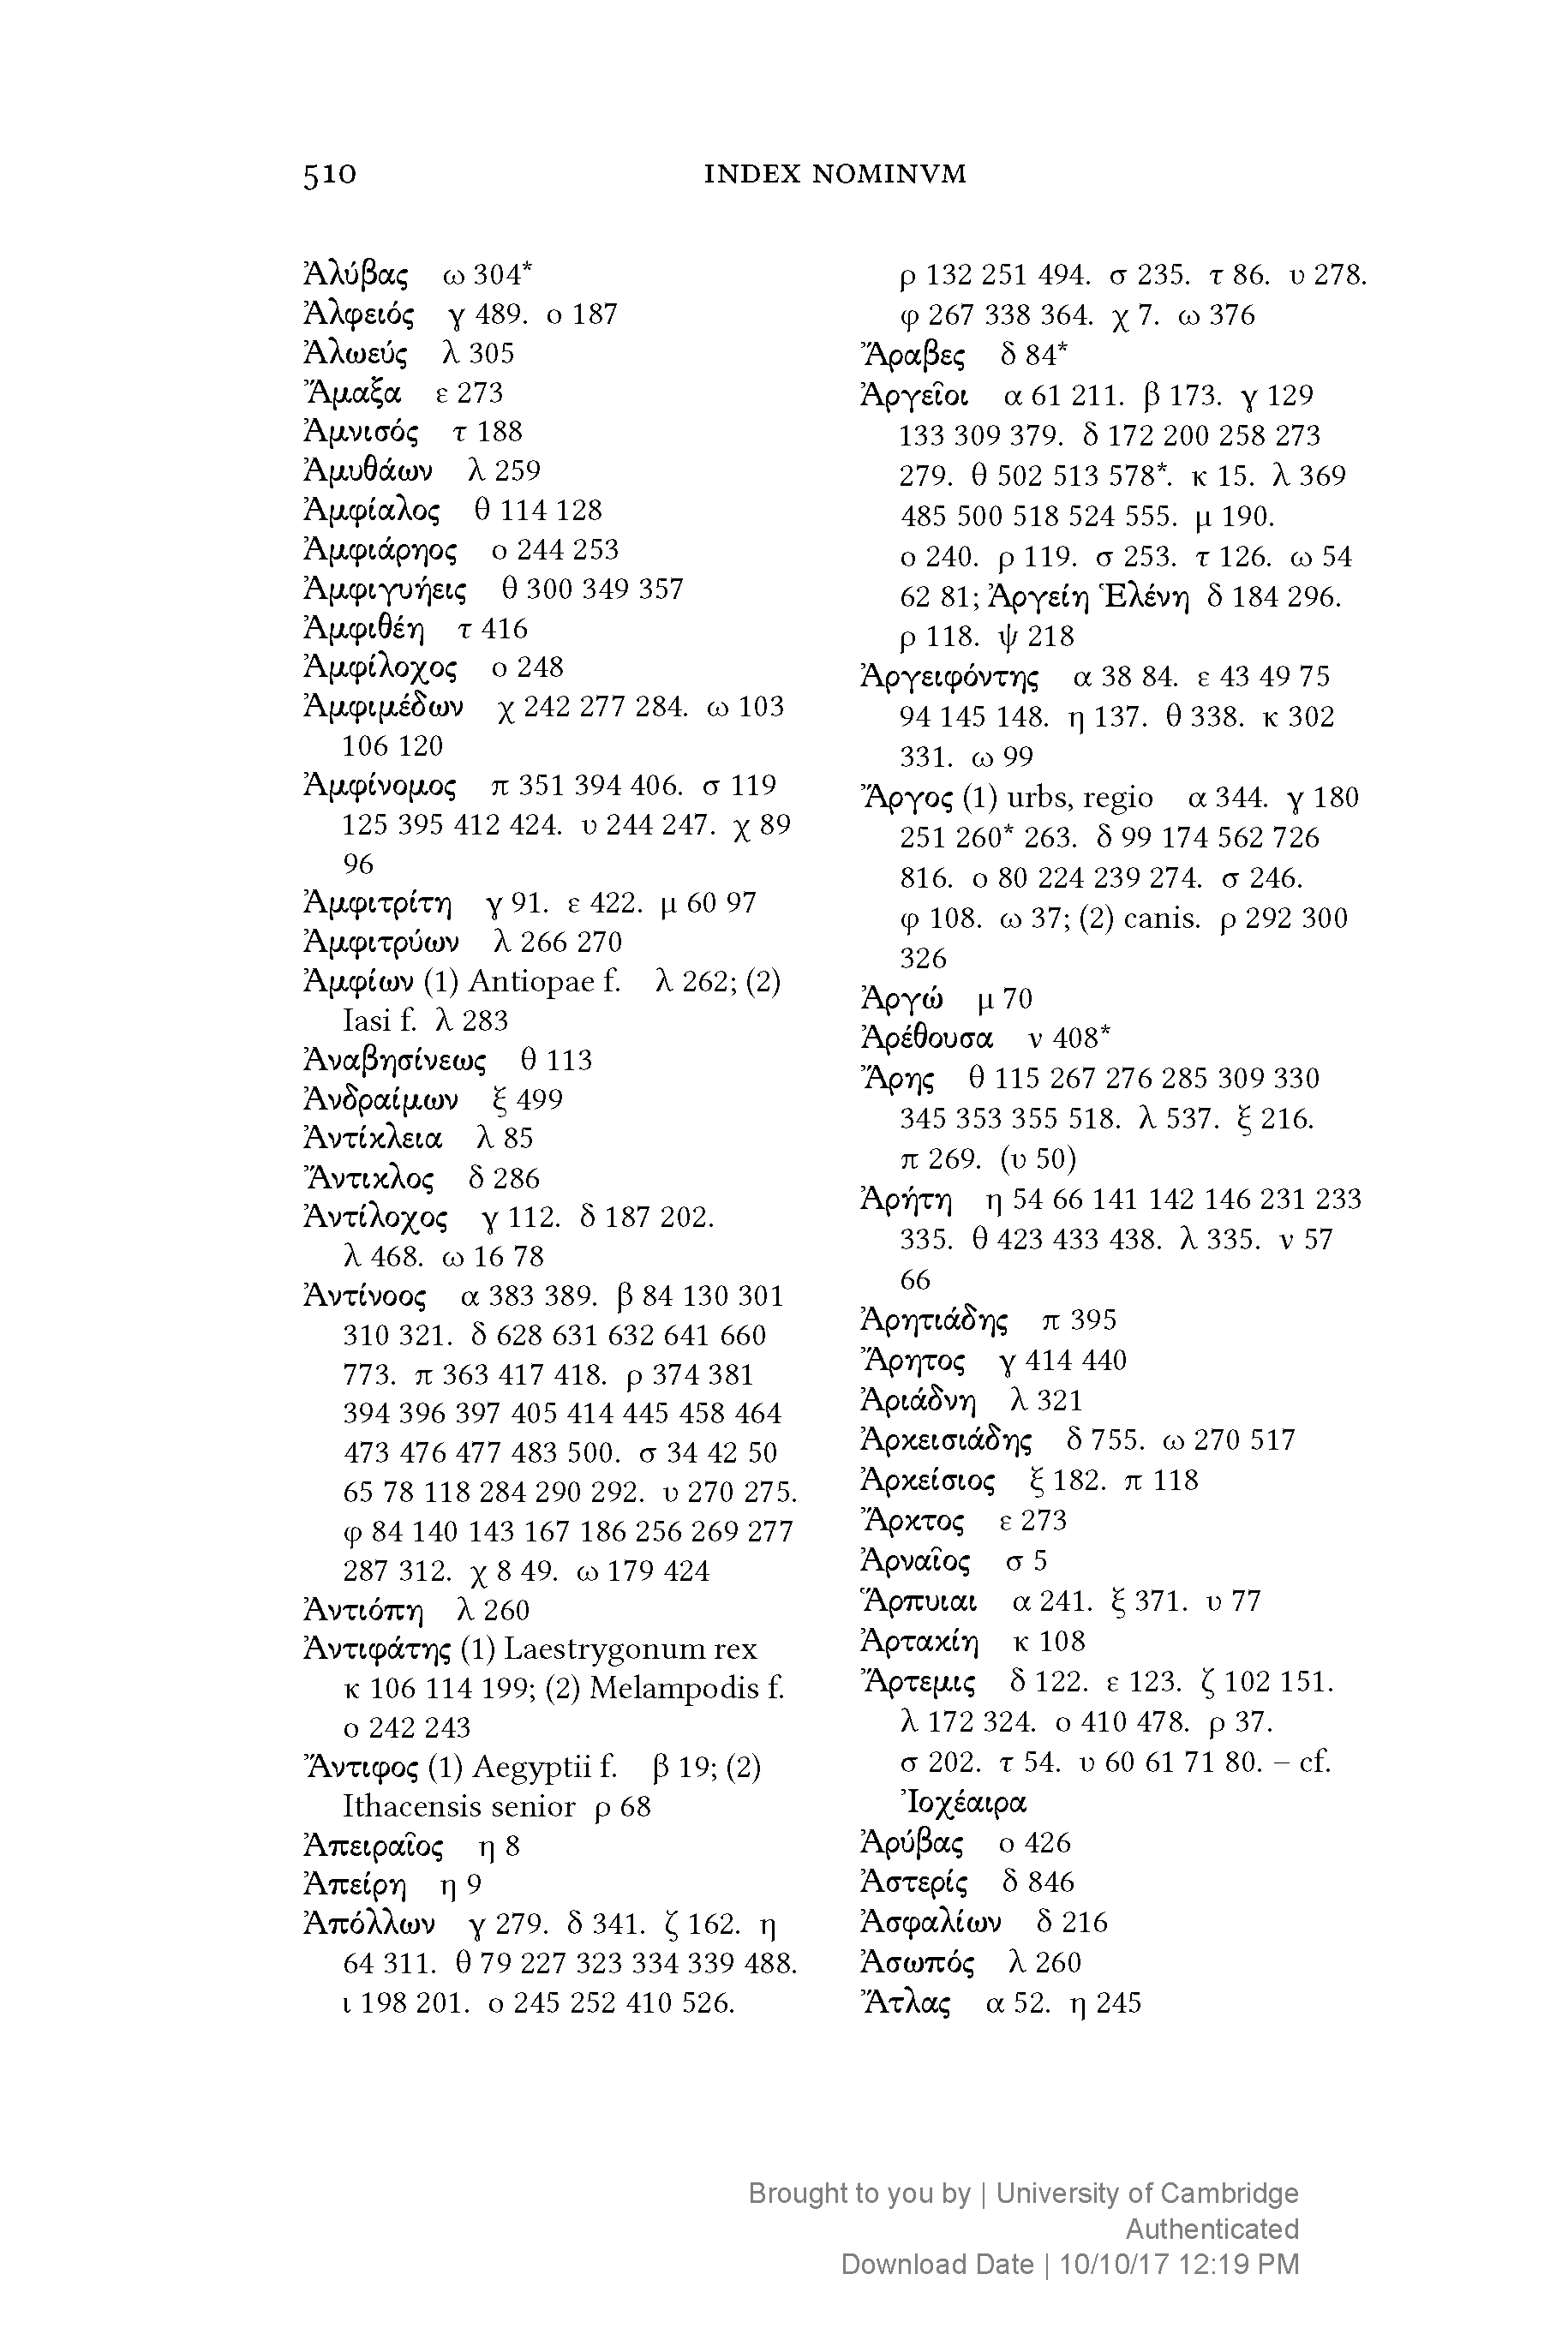 510 INDEX NOMINVM
Ἀλύβας ω 304*
Ἀλφειός γ 489. ο 187
Ἀλωεύς λ 305
Ἄμαξα ε 273
Ἀμνισός τ 188
Ἀμυθάων λ 259
Ἀμφίαλος θ 114 128
Ἀμφιάρηος ο 244 253
Ἀμφιγυήεις θ 300 349 357
Ἀμφιθέη τ 416
Ἀμφίλοχος ο 248
Ἀμφιμέδων χ 242 277 284. ω 103
106 120
Ἀμφίνομος π 351 394 406. σ 119
125 395 412 424. υ 244 247. χ 89
96
Ἀμφιτρίτη γ 91. ε 422. μ 60 97
Ἀμφιτρύων λ 266 270
Ἀμφίων (1) Antiopae f. λ 262; (2)
Iasi f. λ 283
Ἀναβησίνεως θ 113
Ἀνδραίμων ξ 499
Ἀντίκλεια λ 85
Ἄντικλος δ 286
Ἀντίλοχος γ 112. δ 187 202.
λ 468. ω 16 78
Ἀντίνοος α 383 389. β 84 130 301
310 321. δ 628 631 632 641 660
773. π 363 417 418. ρ 374 381
394 396 397 405 414 445 458 464
473 476 477 483 500. σ 34 42 50
65 78 118 284 290 292. υ 270 275.
φ 84 140 143 167 186 256 269 277
287 312. χ 8 49. ω 179 424
Ἀντιόπη λ 260
Ἀντιφάτης (1) Laestrygonum rex
κ 106 114 199; (2) Melampodis f.
ο 242 243
Ἄντιφος (1) Aegyptii f. β 19; (2)
Ithacensis senior ρ 68
Ἀπειραῖος η 8
Ἀπείρη η 9
Ἀπόλλων γ 279. δ 341. ζ 162. η
64 311. θ 79 227 323 334 339 488.
ι 198 201. ο 245 252 410 526.
ρ 132 251 494. σ 235. τ 86. υ 278.
φ 267 338 364. χ 7. ω 376
Ἄραβες δ 84*
Ἀργεῖοι α 61 211. β 173. γ 129
133 309 379. δ 172 200 258 273
279. θ 502 513 578*. κ 15. λ 369
485 500 518 524 555. μ 190.
ο 240. ρ 119. σ 253. τ 126. ω 54
62 81; Ἀργείη Ἑλένη δ 184 296.
ρ 118. ψ 218
Ἀργειφόντης α 38 84. ε 43 49 75
94 145 148. η 137. θ 338. κ 302
331. ω 99
Ἄργος (1) urbs, regio α 344. γ 180
251 260* 263. δ 99 174 562 726
816. ο 80 224 239 274. σ 246.
φ 108. ω 37; (2) canis. ρ 292 300
326
Ἀργώ μ 70
Ἀρέθουσα ν 408*
Ἄρης θ 115 267 276 285 309 330
345 353 355 518. λ 537. ξ 216.
π 269. (υ 50)
Ἀρήτη η 54 66 141 142 146 231 233
335. θ 423 433 438. λ 335. ν 57
66
Ἀρητιάδης π 395
Ἄρητος γ 414 440
Ἀριάδνη λ 321
Ἀρκεισιάδης δ 755. ω 270 517
Ἀρκείσιος ξ 182. π 118
Ἄρκτος ε 273
Ἀρναῖος σ 5
Ἅρπυιαι α 241. ξ 371. υ 77
Ἀρτακίη κ 108
Ἄρτεμις δ 122. ε 123. ζ 102 151.
λ 172 324. ο 410 478. ρ 37.
σ 202. τ 54. υ 60 61 71 80. – cf.
Ἰοχέαιρα
Ἀρύβας ο 426
Ἀστερίς δ 846
Ἀσφαλίων δ 216
Ἀσωπός λ 260
Ἄτλας α 52. η 245
Brought to you by | University of Cambridge
Authenticated
Download Date | 10/10/17 12:19 PM